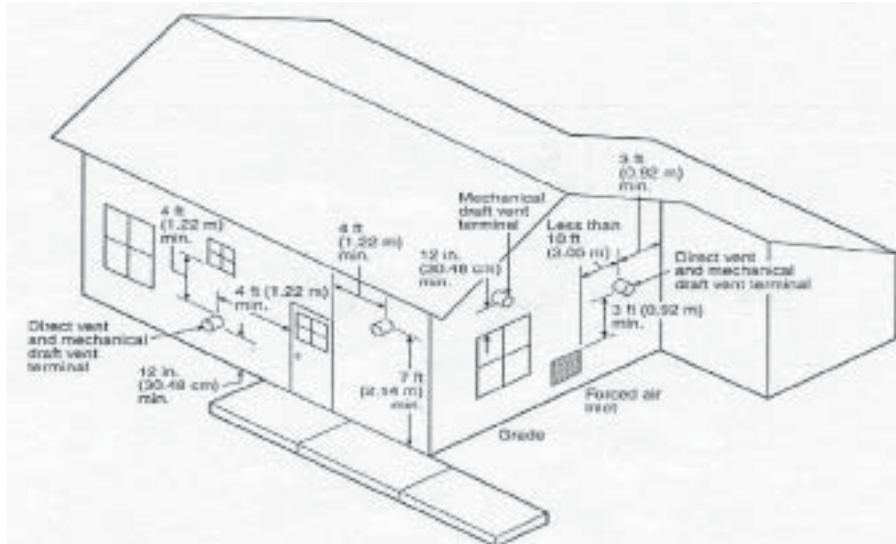 3 ft
(0.92 m)
min.
Mechanical
draft vent
terminal
4 ft
(1.22 m)
min.
4 ft
(1.22 m)
min.
Less than
10 ft
(3.05 m)
12 in.
(30.48 cm)
min.
Direct vent
and mechanical
draft vent terminal
4 ft (1.22 m)
min.
3 ft (0.92 m)
min.
Direct vent
and mechanical
draft vent
terminal
12 in.
(30.48 cm)
min.
7 ft
(2.14 m)
min.
Forced air
inlet
Grade